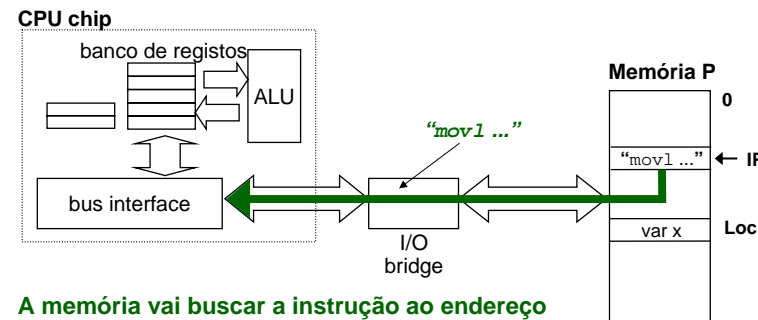 CPU chip
banco de registos
ALU
Memória P
0
“movl ...”
“movl ...”
IP
bus interface
I/O
bridge
var x
Loc
A memória vai buscar a instrução ao endereço